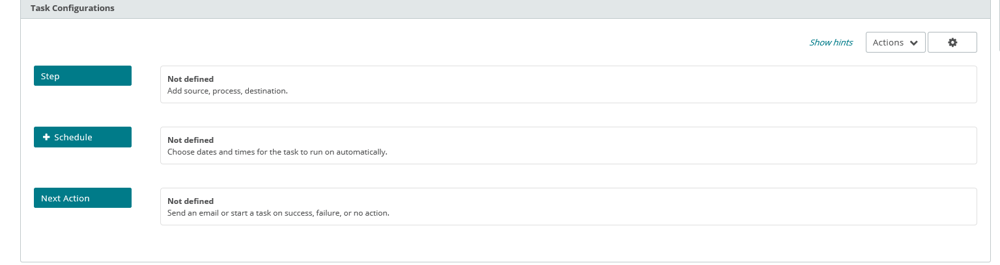 Task Configurations
Show hints
Actions
Step
Not defined
Add source, process, destination.
Schedule
Not defined
Choose dates and times for the task to run on automatically.
Next Action
Not defined
Send an email or start a task on success, failure, or no action.